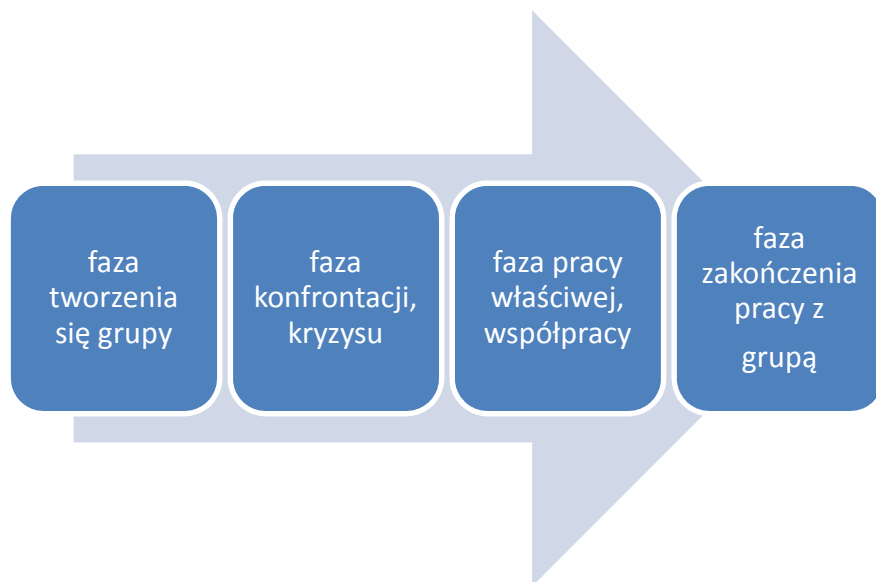 faza
tworzenia
się grupy
faza
konfrontacji,
kryzysu
faza pracy
właściwej,
współpracy
faza
zakończenia
pracy z
grupą